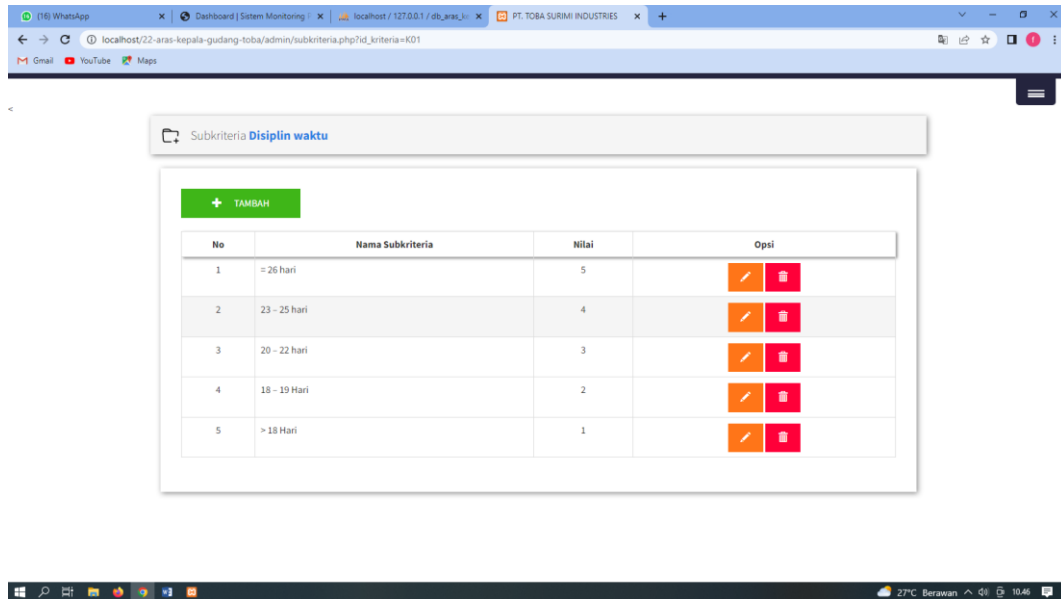 (16) WhatsApp
Dashboard | Sistem Monitoring
localhost / 127.0.0.1 / db_aras_k
PT. TOBA SURIMI INDUSTRIES
localhost/22-aras-kepala-gudang-toba/admin/subkriteria.php?id_kriteria=K01
Gmail YouTube Maps
<
Subkriteria Disiplin waktu
+ TAMBAH
No Nama Subkriteria Nilai Opsi
1 = 26 hari 5
2 23 – 25 hari 4
3 20 – 22 hari 3
4 18 – 19 Hari 2
5 > 18 Hari 1
27°C Berawan 10.46